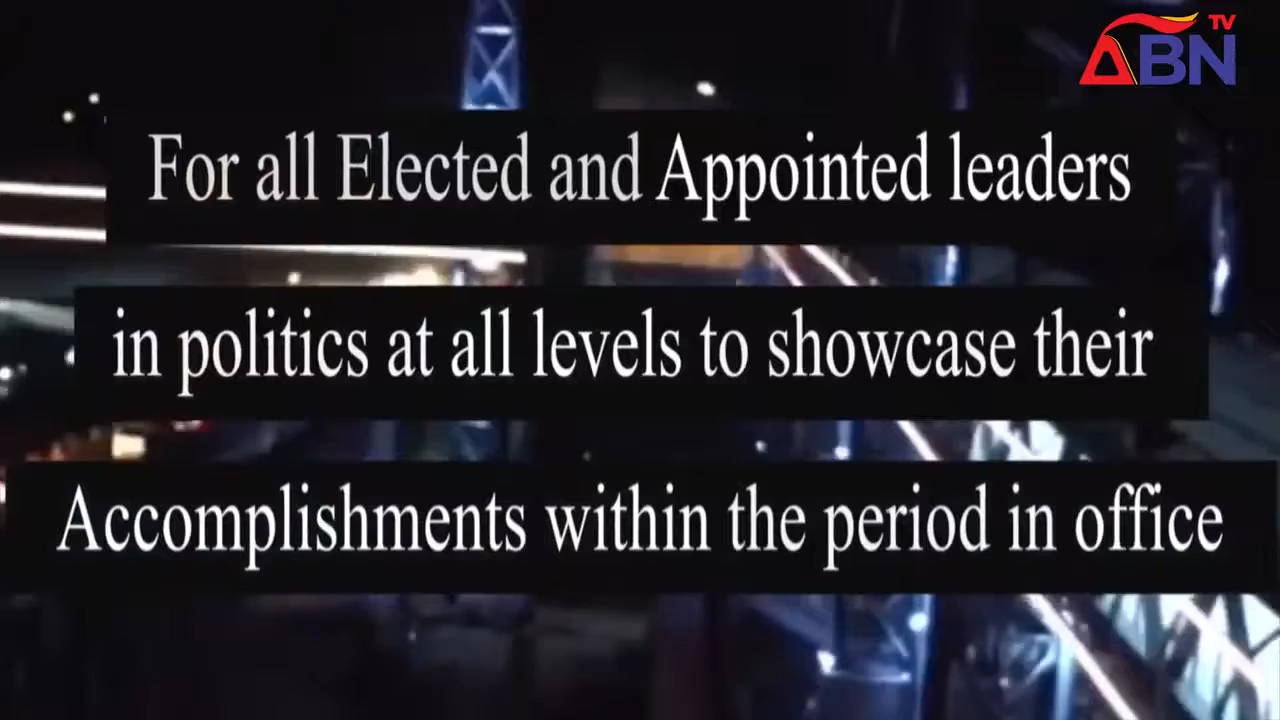 ABN TV
For all Elected and Appointed leaders
in politics at all levels to showcase their
Accomplishments within the period in office